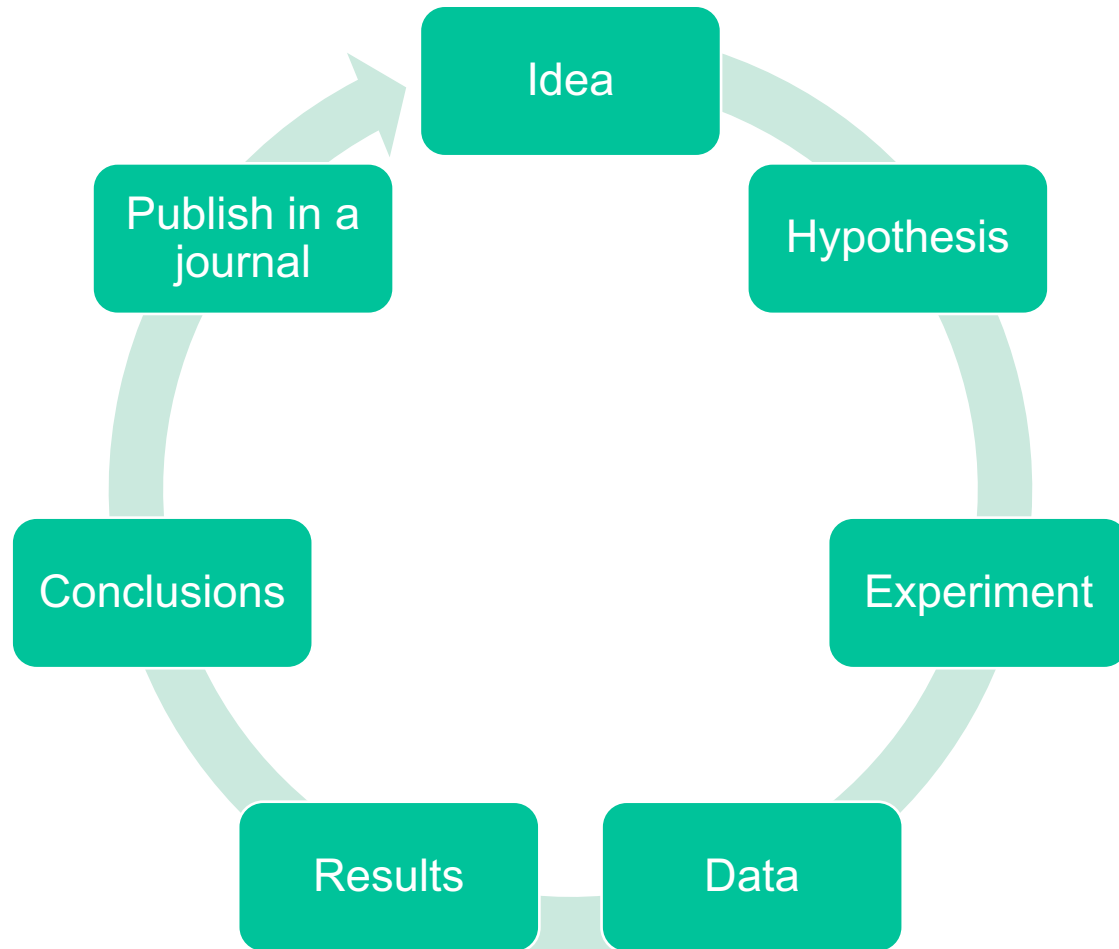 Idea
Hypothesis
Experiment
Data
Results
Conclusions
Publish in a
journal